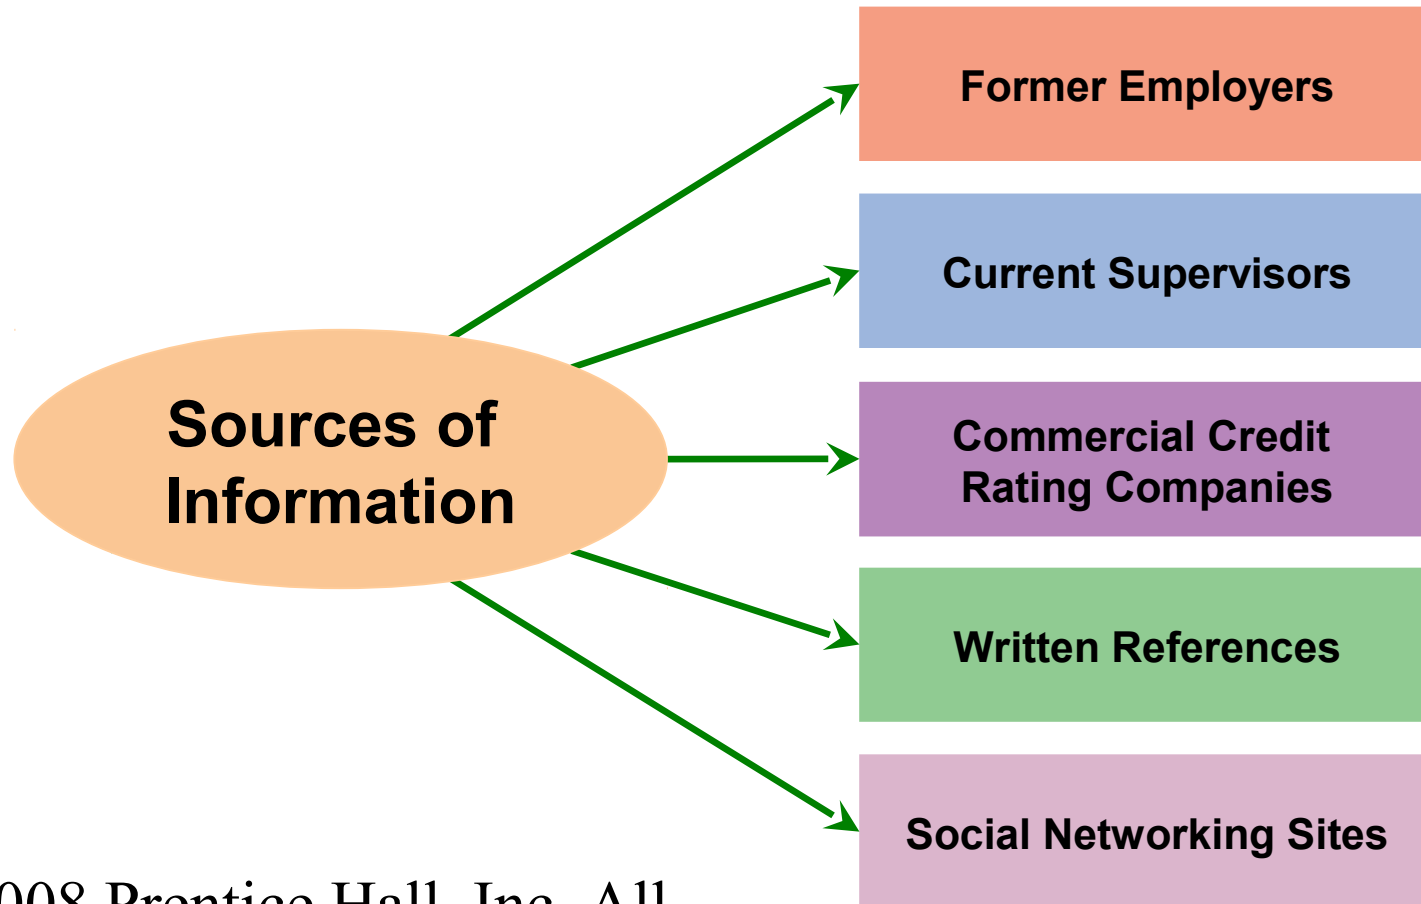 Former Employers
Current Supervisors
Sources of
Information
Commercial Credit
Rating Companies
Written References
Social Networking Sites
008 Prentice Hall, Inc. All